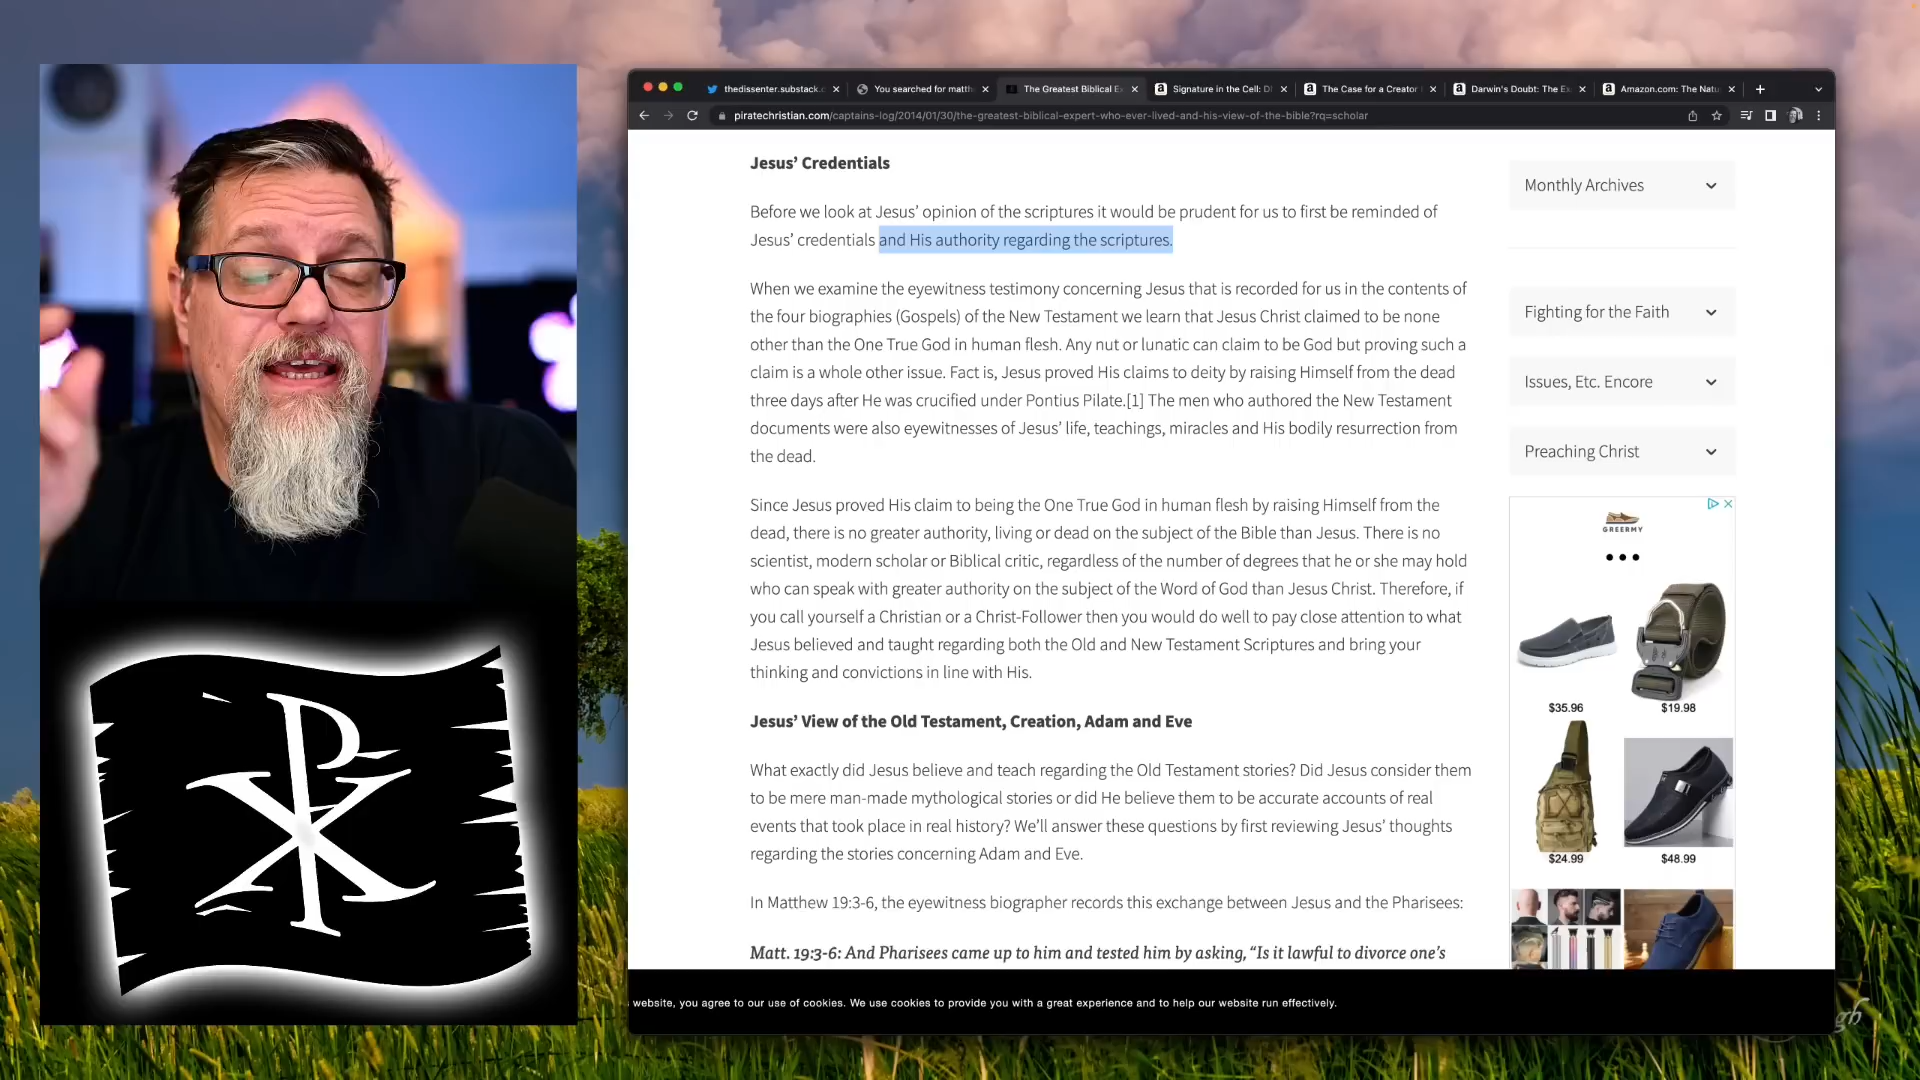 thedissenter.substack.c
You searched for matth
The Greatest Biblical E
Signature in the Cell: D
The Case for a Creator
Darwin's Doubt: The Ex
Amazon.com: The Natu
piratechristian.com/captains-log/2014/01/30/the-greatest-biblical-expert-who-ever-lived-and-his-view-of-the-bible?rq=scholar
Jesus’ Credentials
Before we look at Jesus’ opinion of the scriptures it would be prudent for us to first be reminded of
Jesus’ credentials and His authority regarding the scriptures.
When we examine the eyewitness testimony concerning Jesus that is recorded for us in the contents of
the four biographies (Gospels) of the New Testament we learn that Jesus Christ claimed to be none
other than the One True God in human flesh. Any nut or lunatic can claim to be God but proving such a
claim is a whole other issue. Fact is, Jesus proved His claims to deity by raising Himself from the dead
three days after He was crucified under Pontius Pilate.[1] The men who authored the New Testament
documents were also eyewitnesses of Jesus’ life, teachings, miracles and His bodily resurrection from
the dead.
Since Jesus proved His claim to being the One True God in human flesh by raising Himself from the
dead, there is no greater authority, living or dead on the subject of the Bible than Jesus. There is no
scientist, modern scholar or Biblical critic, regardless of the number of degrees that he or she may hold
who can speak with greater authority on the subject of the Word of God than Jesus Christ. Therefore, if
you call yourself a Christian or a Christ-Follower then you would do well to pay close attention to what
Jesus believed and taught regarding both the Old and New Testament Scriptures and bring your
thinking and convictions in line with His.
Jesus’ View of the Old Testament, Creation, Adam and Eve
What exactly did Jesus believe and teach regarding the Old Testament stories? Did Jesus consider them
to be mere man-made mythological stories or did He believe them to be accurate accounts of real
events that took place in real history? We’ll answer these questions by first reviewing Jesus’ thoughts
regarding the stories concerning Adam and Eve.
In Matthew 19:3-6, the eyewitness biographer records this exchange between Jesus and the Pharisees:
Matt. 19:3-6: And Pharisees came up to him and tested him by asking, “Is it lawful to divorce one’s
Monthly Archives
Fighting for the Faith
Issues, Etc. Encore
Preaching Christ
GREERMY
$35.96
$19.98
$24.99
$48.99
website, you agree to our use of cookies. We use cookies to provide you with a great experience and to help our website run effectively.
gh